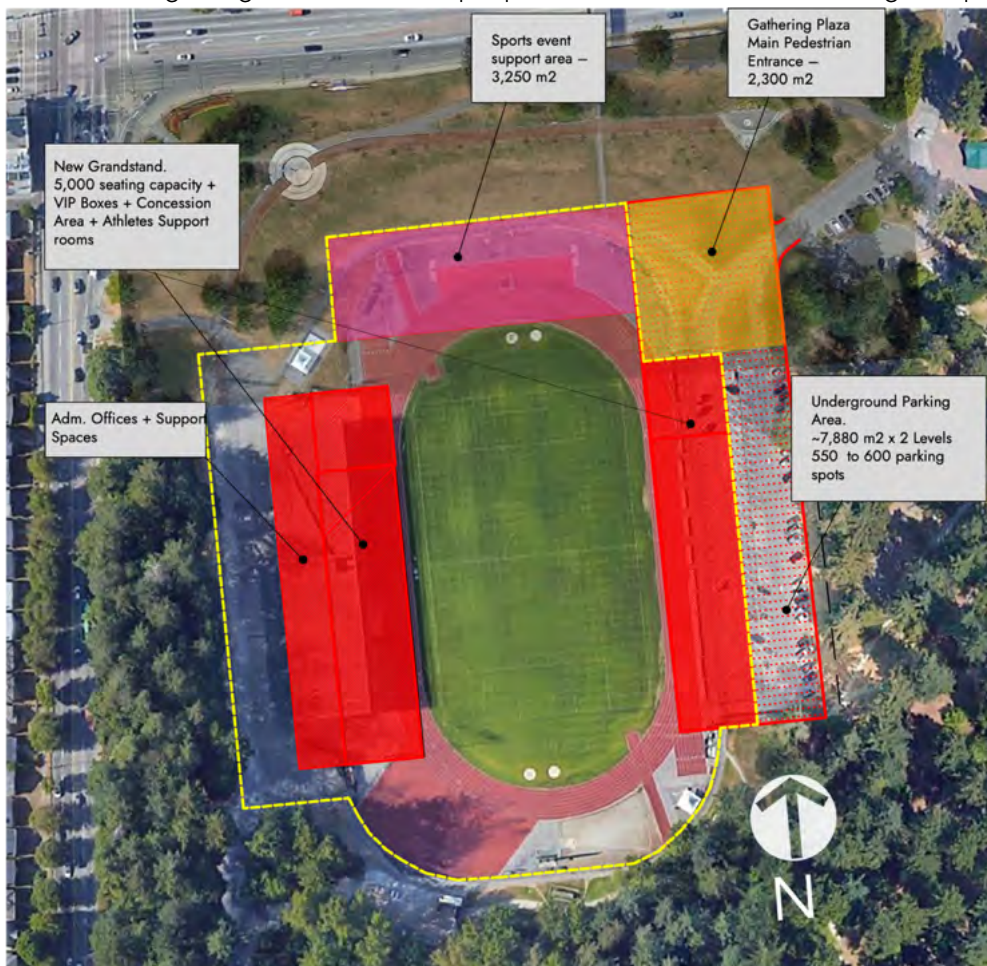 Sports event
support area –
3,250 m2
Gathering Plaza
Main Pedestrian
Entrance –
2,300 m2
New Grandstand.
5,000 seating capacity +
VIP Boxes + Concession
Area + Athletes Support
rooms
Adm. Offices + Support
Spaces
Underground Parking
Area.
~7,880 m2 x 2 Levels
550 to 600 parking
spots
N